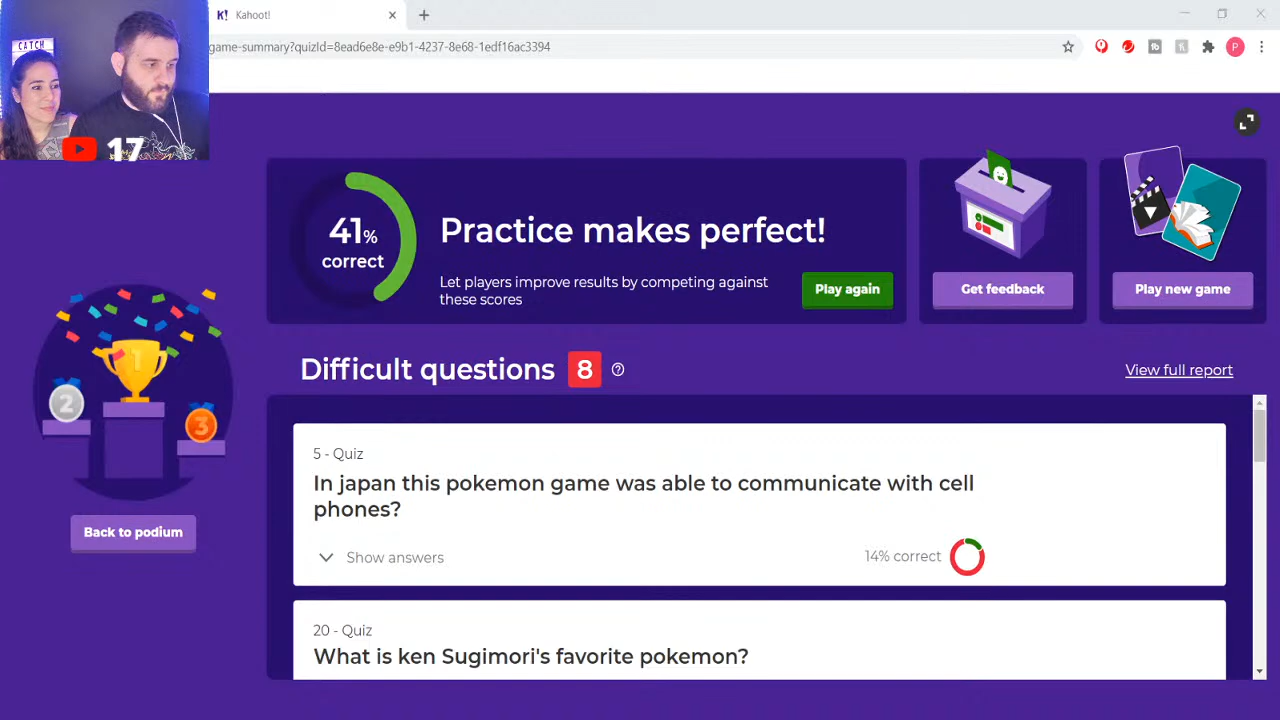 Kahoot!
game-summary?quizId=8ead6e8e-e9b1-4237-8e68-1edf16ac3394
P
CATCH
17
41% correct
Practice makes perfect!
Let players improve results by competing against
these scores
Play again
Get feedback
Play new game
1
2
3
Back to podium
Difficult questions 8
View full report
5 - Quiz
In japan this pokemon game was able to communicate with cell
phones?
Show answers
14% correct
20 - Quiz
What is ken Sugimori's favorite pokemon?